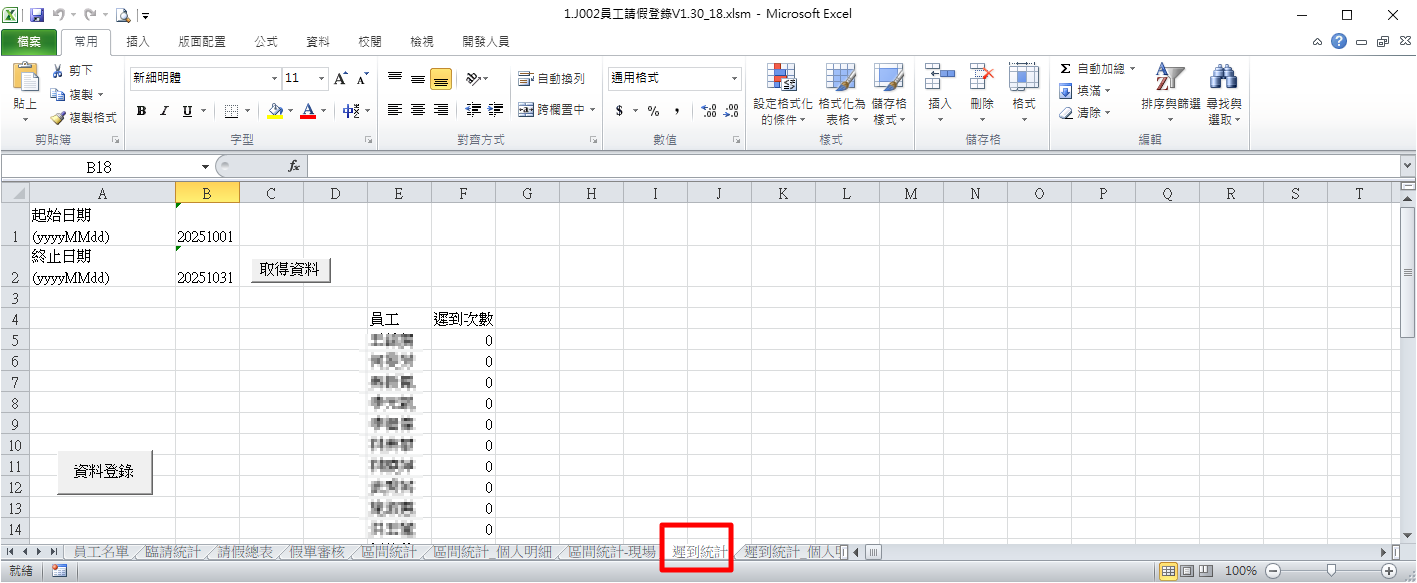 1.J002員工請假登錄V1.30_18.xlsm - Microsoft Excel
檔案 常用 插入 版面配置 公式 資料 校閱 檢視 開發人員
貼上 剪下 複製 複製格式
新細明體 11
B I U
自動換列
跨欄置中
通用格式
$ % ,
設定格式化的條件 格式化為表格 儲存格樣式
插入 刪除 格式
Σ 自動加總 填滿 清除
排序與篩選 尋找與選取
剪貼簿 字型 對齊方式 數值 樣式 儲存格 編輯
B18 fx
A B C D E F G H I J K L M N O P Q R S T
起始日期
1 (yyyyMMdd) 20251001
終止日期
2 (yyyyMMdd) 20251031 取得資料
3
4 員工 遲到次數
5 0
6 0
7 0
8 0
9 0
10 0
11 0
資料登錄
12 0
13 0
14 0
員工名單 臨請統計 請假總表 假單審核 區間統計 區間統計_個人明細 區間統計-現場 遲到統計 遲到統計_個人
就緒 100%